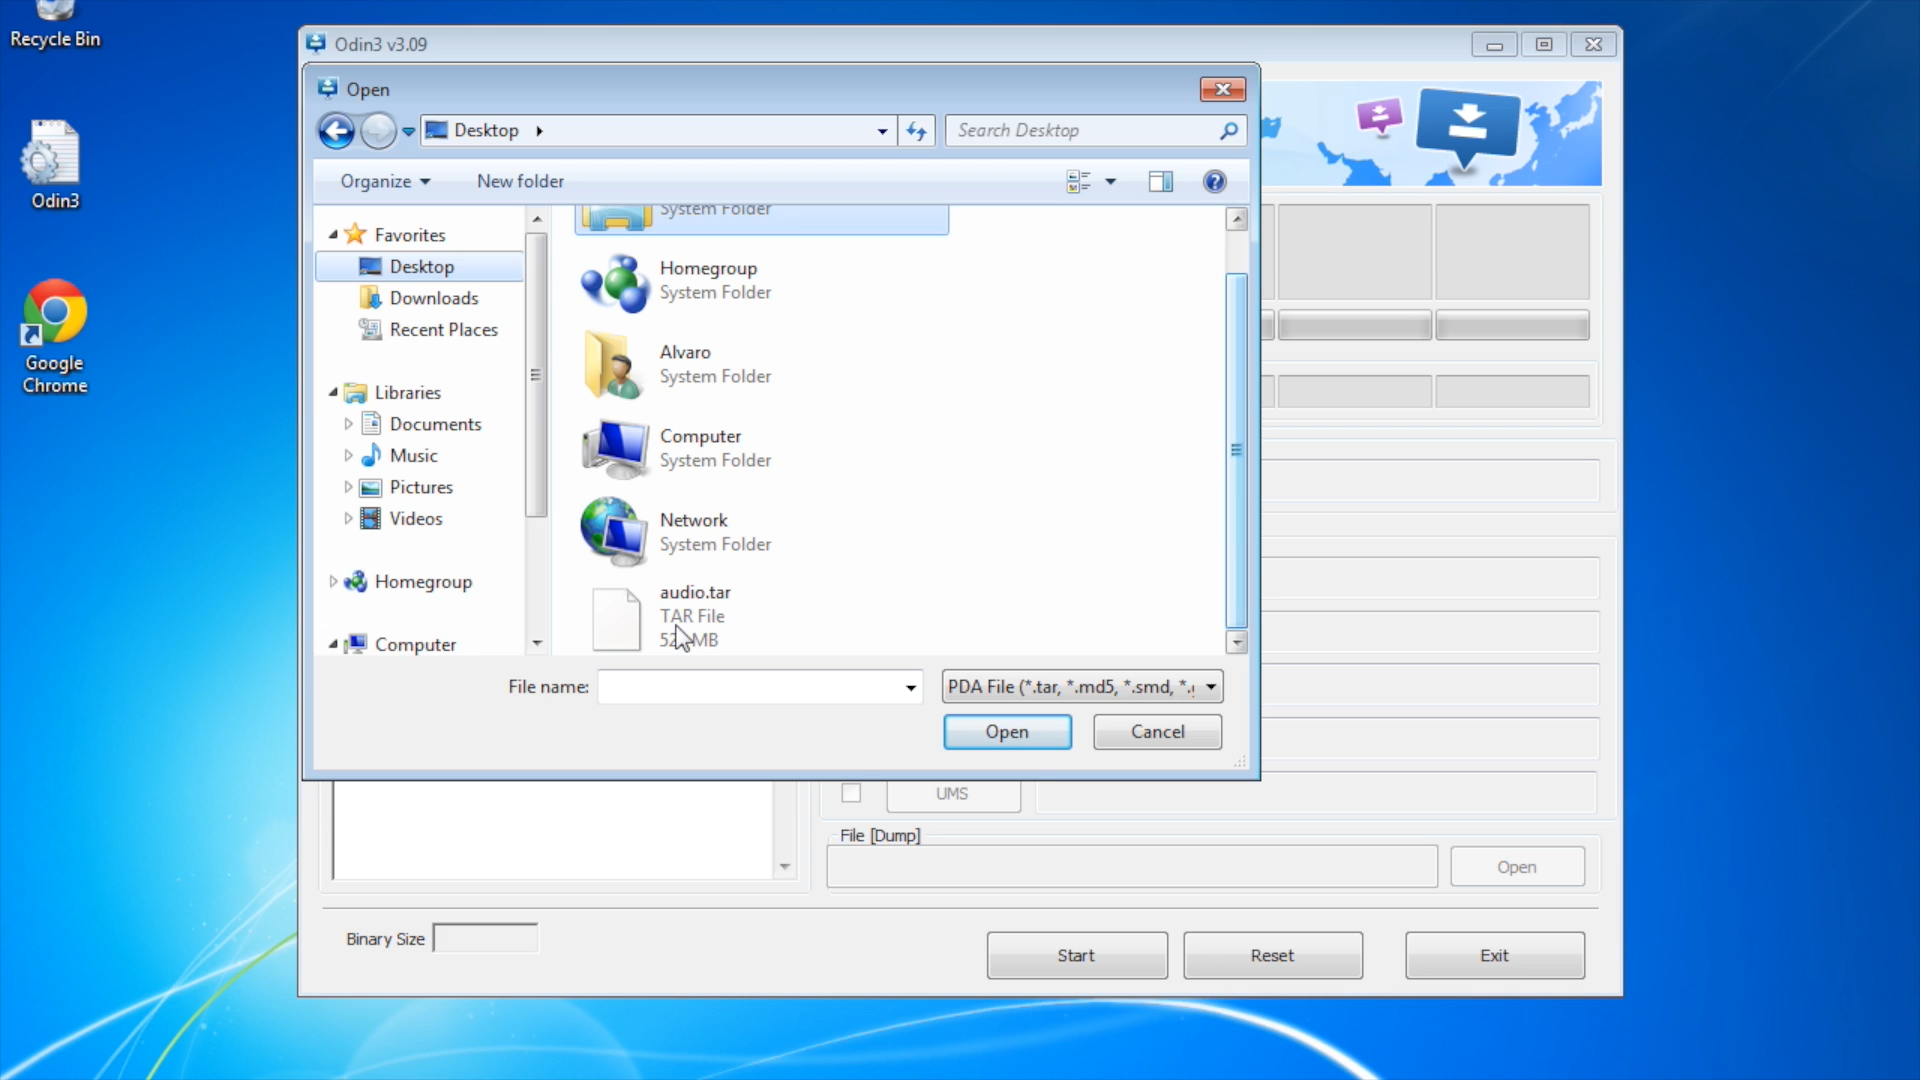 Recycle Bin
Odin3
Google
Chrome
Odin3 v3.09
Open
Desktop
Search Desktop
Organize
New folder
Favorites
Desktop
Downloads
Recent Places
Libraries
Documents
Music
Pictures
Videos
Homegroup
Computer
System Folder
Homegroup
System Folder
Alvaro
System Folder
Computer
System Folder
Network
System Folder
audio.tar
TAR File
MB
File name:
PDA File (*.tar, *.md5, *.smd, *.
Open
Cancel
UMS
File [Dump]
Open
Binary Size
Start
Reset
Exit